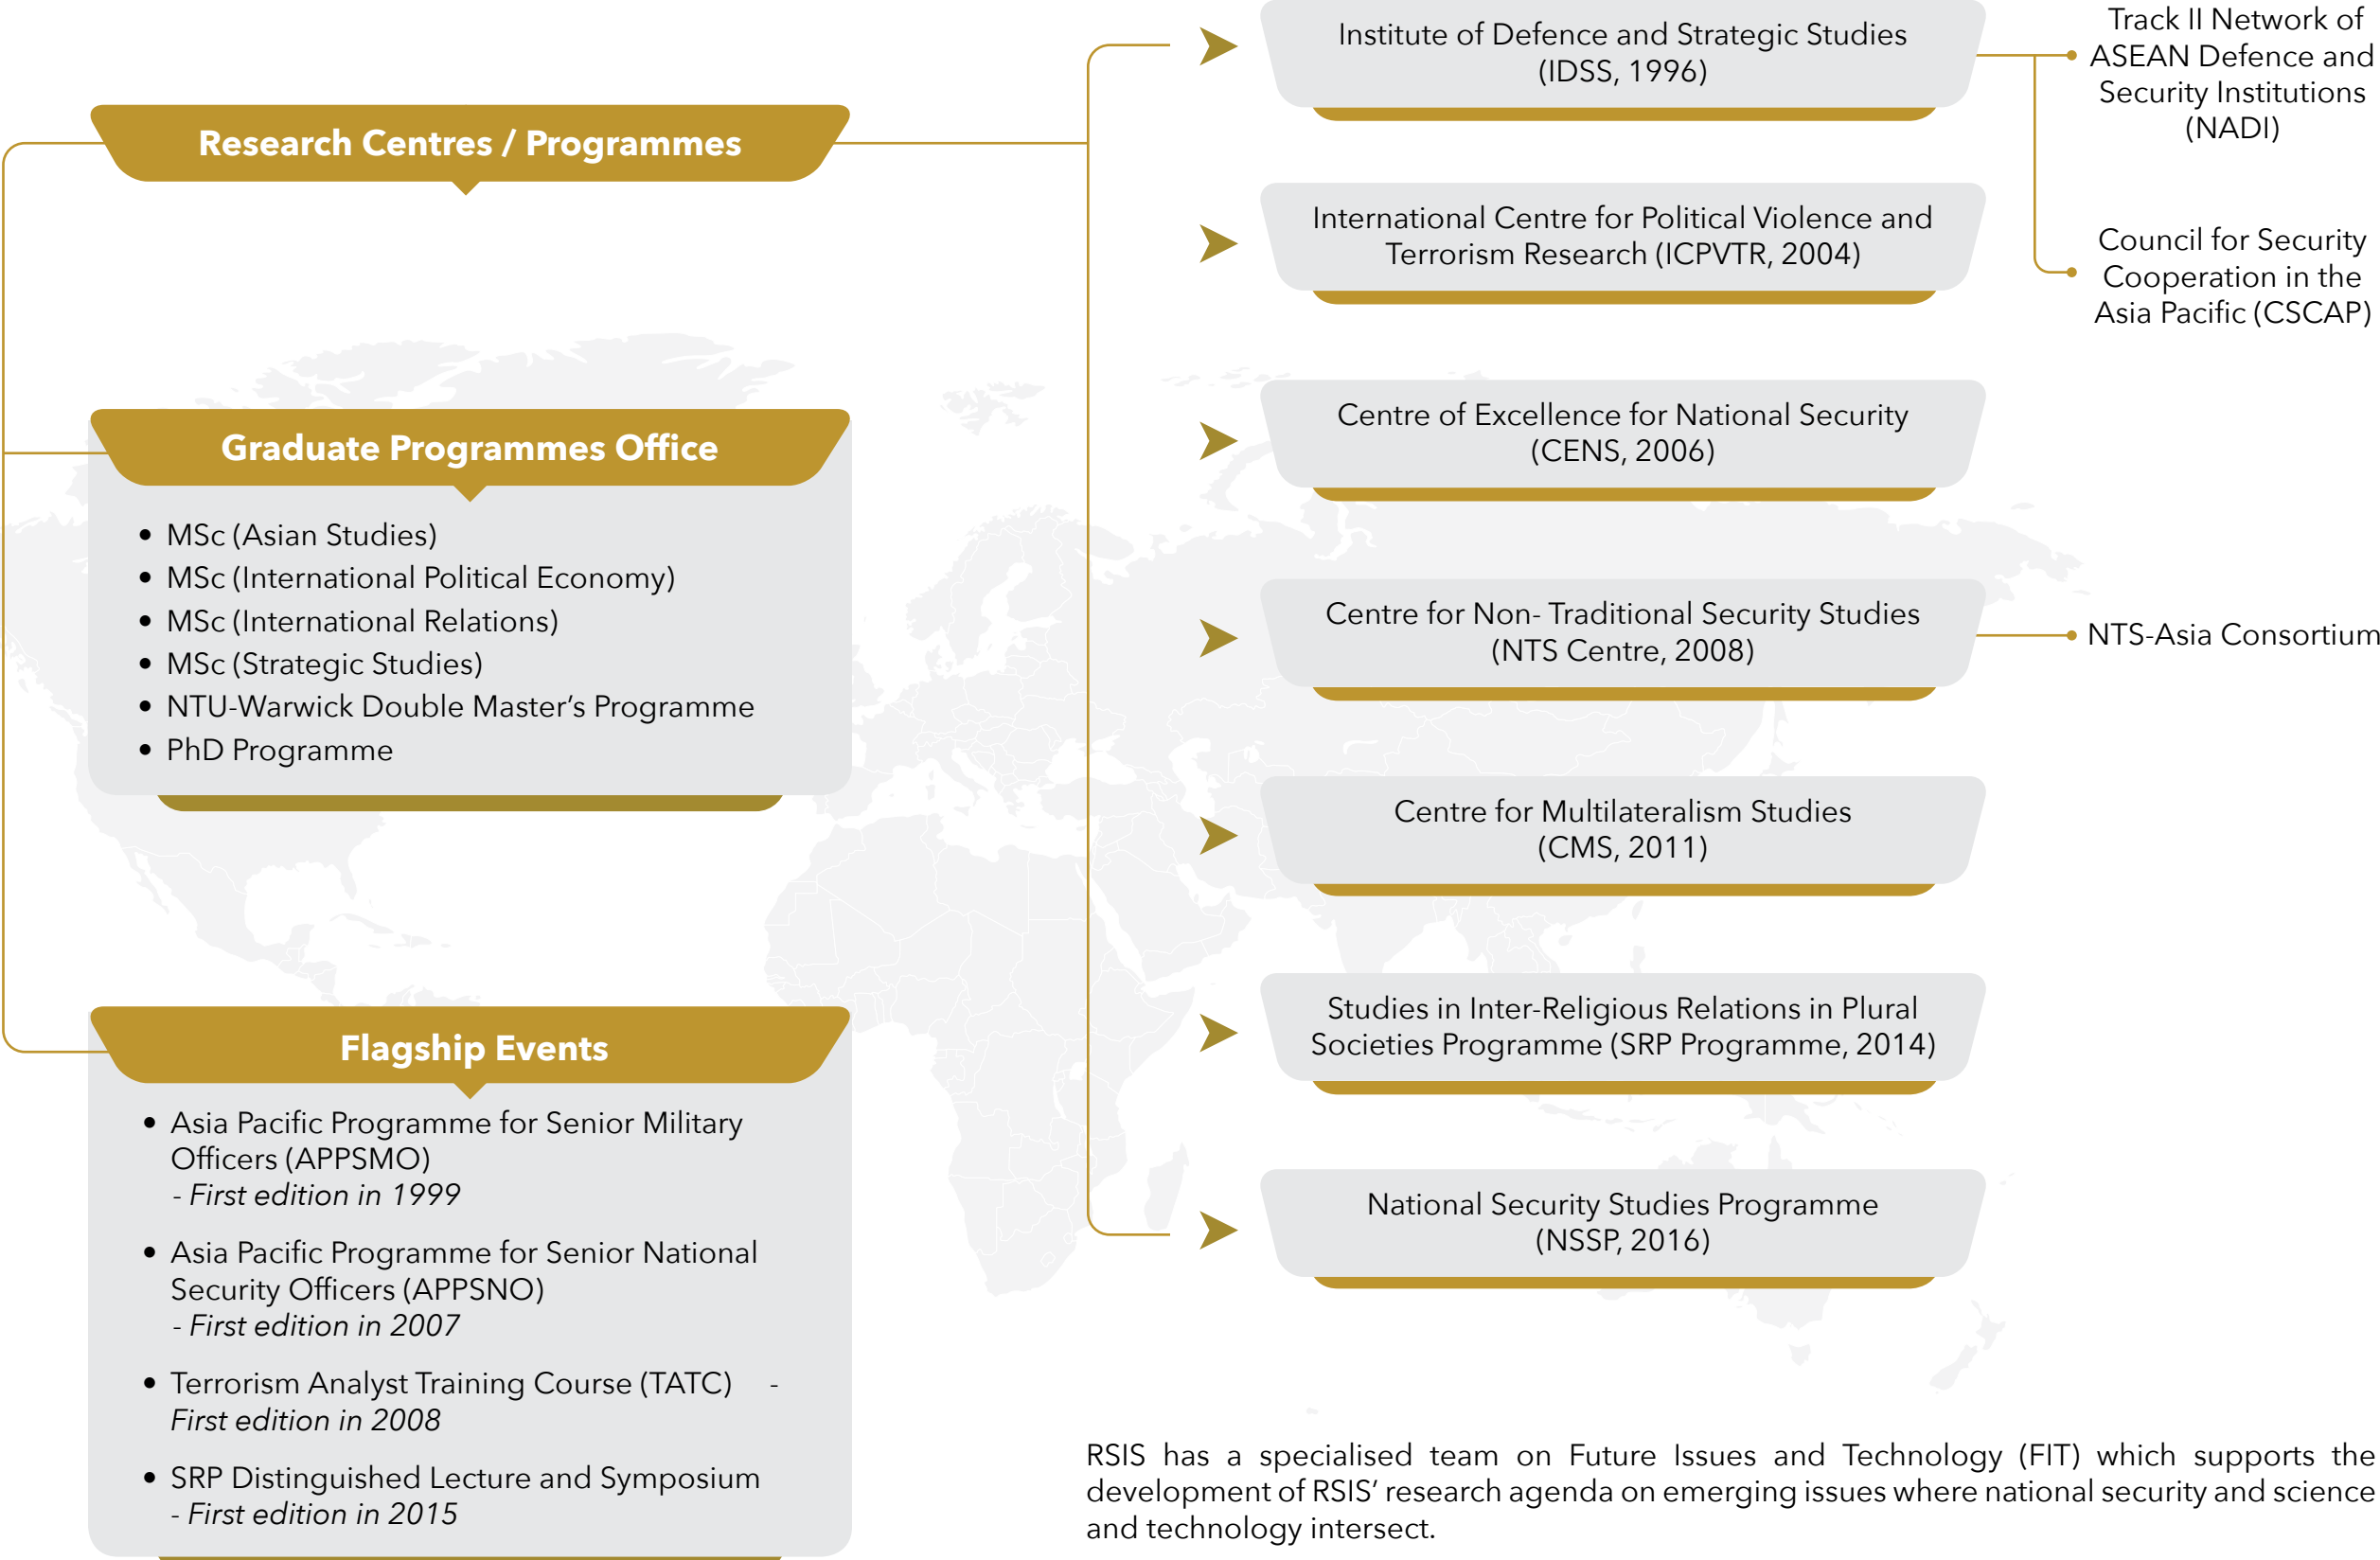 Research Centres / Programmes
Institute of Defence and Strategic Studies
(IDSS, 1996)
Track II Network of
ASEAN Defence and
Security Institutions
(NADI)
Council for Security
Cooperation in the
Asia Pacific (CSCAP)
International Centre for Political Violence and
Terrorism Research (ICPVTR, 2004)
Centre of Excellence for National Security
(CENS, 2006)
Centre for Non- Traditional Security Studies
(NTS Centre, 2008)
NTS-Asia Consortium
Centre for Multilateralism Studies
(CMS, 2011)
Studies in Inter-Religious Relations in Plural
Societies Programme (SRP Programme, 2014)
National Security Studies Programme
(NSSP, 2016)
Graduate Programmes Office
• MSc (Asian Studies)
• MSc (International Political Economy)
• MSc (International Relations)
• MSc (Strategic Studies)
• NTU-Warwick Double Master’s Programme
• PhD Programme
Flagship Events
• Asia Pacific Programme for Senior Military
Officers (APPSMO)
- First edition in 1999
• Asia Pacific Programme for Senior National
Security Officers (APPSNO)
- First edition in 2007
• Terrorism Analyst Training Course (TATC) -
First edition in 2008
• SRP Distinguished Lecture and Symposium
- First edition in 2015
RSIS has a specialised team on Future Issues and Technology (FIT) which supports the
development of RSIS’ research agenda on emerging issues where national security and science
and technology intersect.